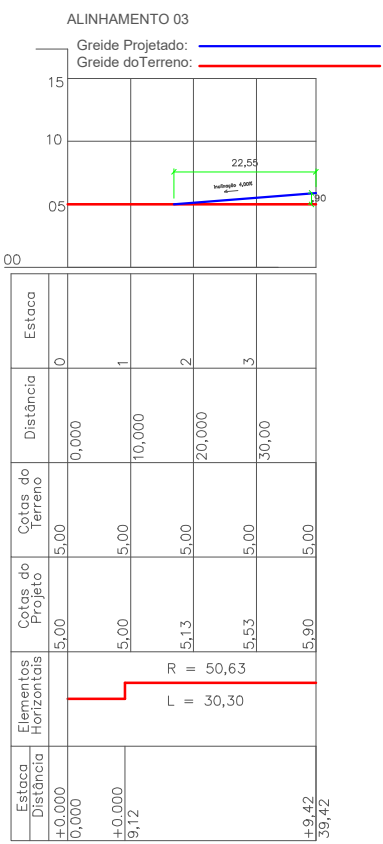 ALINHAMENTO 03
Greide Projetado:
Greide doTerreno:
15
10
22,55
Inclinação 4,00%
,90
05
00
Estaca
0
1
2
3
Distância
0,000
10,000
20,000
30,00
Cotas do
Terreno
5,00
5,00
5,00
5,00
5,00
Cotas do
Projeto
5,00
5,00
5,13
5,53
5,90
Elementos
Horizontais
R = 50,63
L = 30,30
Estaca
Distância
+0.000
0,000
+0.000
9,12
+9,42
39,42